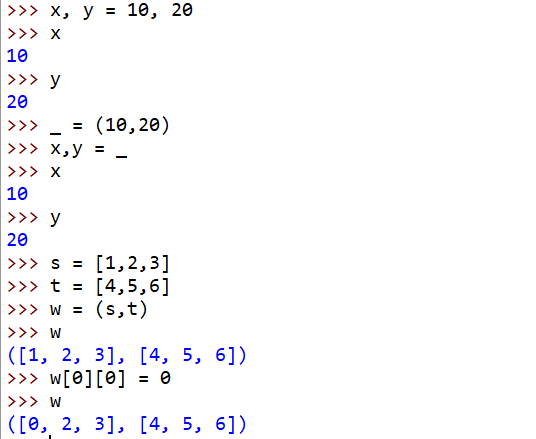 >>> x, y = 10, 20
>>> x
10
>>> y
20
>>> _ = (10,20)
>>> x,y = _
>>> x
10
>>> y
20
>>> s = [1,2,3]
>>> t = [4,5,6]
>>> w = (s,t)
>>> w
([1, 2, 3], [4, 5, 6])
>>> w[0][0] = 0
>>> w
([0, 2, 3], [4, 5, 6])